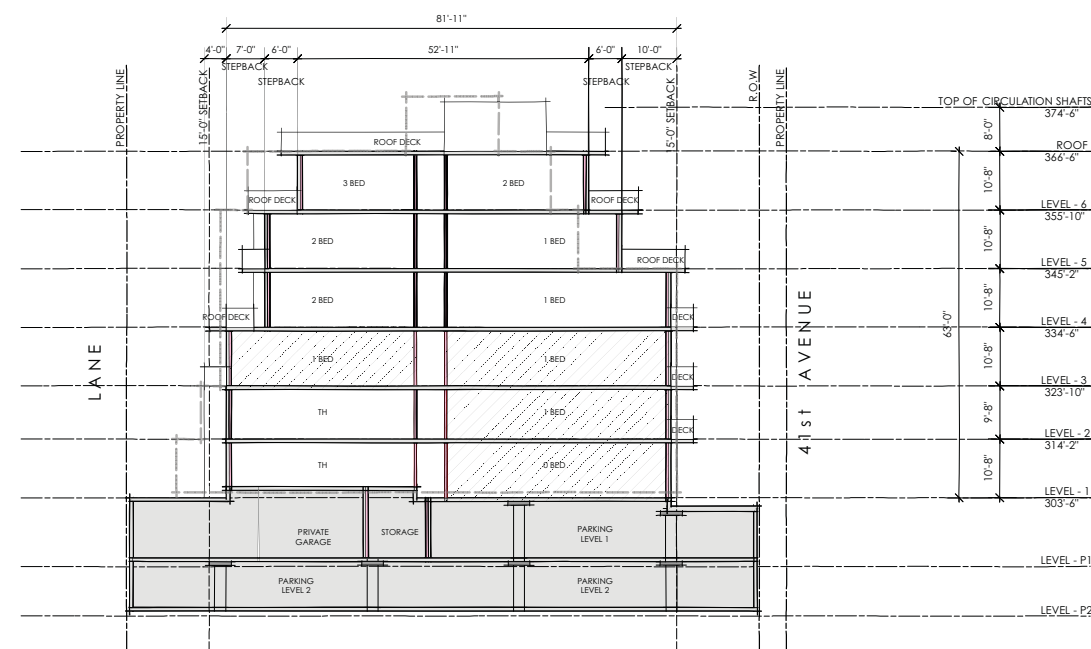 81'-11"
4'-0" 7'-0" 6'-0" 52'-11" 6'-0" 10'-0"
STEPBACK STEPBACK
STEPBACK STEPBACK
PROPERTY LINE
15'-0" SETBACK
15'-0" SETBACK
R.O.W
PROPERTY LINE
TOP OF CIRCULATION SHAFTS
374'-6"
8'-0"
ROOF DECK
ROOF
366'-6"
3 BED 2 BED
10'-8"
ROOF DECK ROOF DECK
LEVEL - 6
355'-10"
2 BED 1 BED
10'-8"
ROOF DECK
LEVEL - 5
345'-2"
2 BED 1 BED
10'-8"
ROOF DECK DECK
LEVEL - 4
334'-6"
63'-0"
1 BED 1 BED
10'-8"
DECK
LEVEL - 3
323'-10"
TH 1 BED
9'-8"
DECK
LEVEL - 2
314'-2"
TH 0 BED
10'-8"
LEVEL - 1
303'-6"
LANE
41st AVENUE
PRIVATE
GARAGE
STORAGE
PARKING
LEVEL 1
LEVEL - P1
PARKING
LEVEL 2
PARKING
LEVEL 2
LEVEL - P2